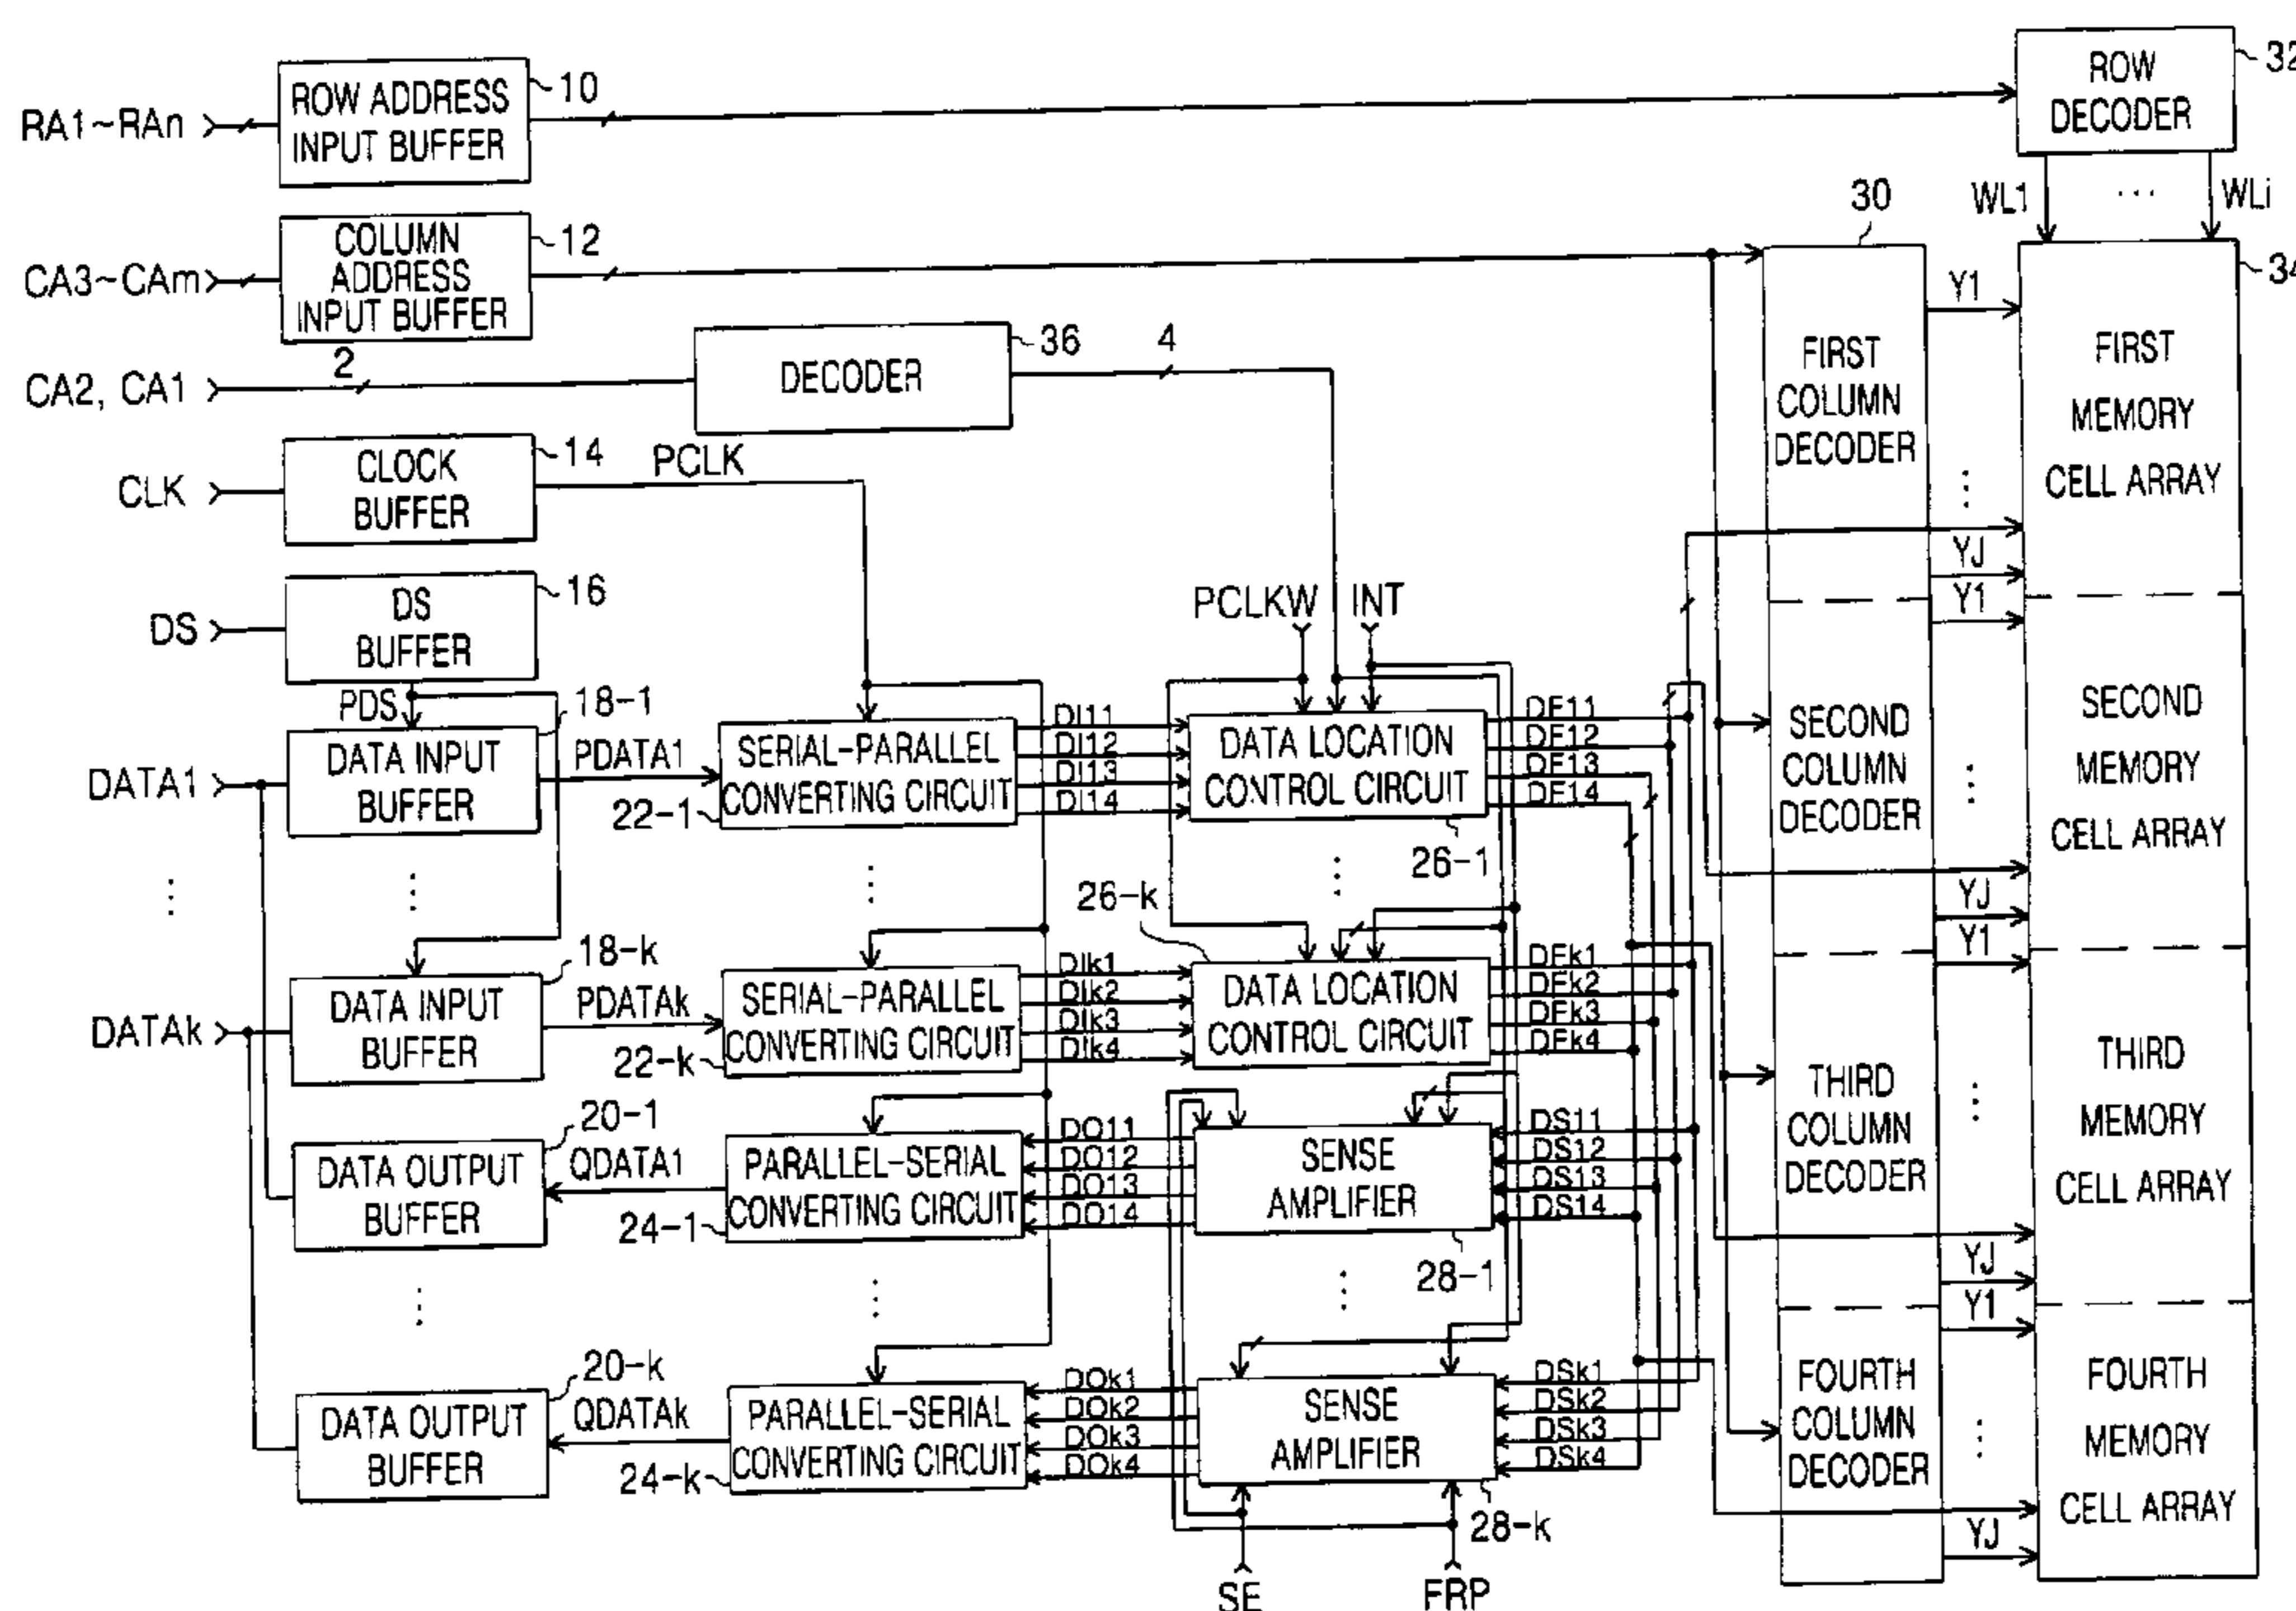 RA1~RAn
ROW ADDRESS
INPUT BUFFER
10
ROW
DECODER
32
WL1
...
WLi
CA3~CAm
COLUMN
ADDRESS
INPUT BUFFER
12
30
34
CA2, CA1
2
DECODER
36
4
CLK
CLOCK
BUFFER
14
PCLK
DS
DS
BUFFER
16
PDS
PCLKW
INT
DATA1
DATA INPUT
BUFFER
18-1
PDATA1
SERIAL-PARALLEL
CONVERTING CIRCUIT
22-1
DI11
DI12
DI13
DI14
DATA LOCATION
CONTROL CIRCUIT
26-1
DF11
DF12
DF13
DF14
DATAk
DATA INPUT
BUFFER
18-k
PDATAk
SERIAL-PARALLEL
CONVERTING CIRCUIT
22-k
DIk1
DIk2
DIk3
DIk4
26-k
DATA LOCATION
CONTROL CIRCUIT
DFk1
DFk2
DFk3
DFk4
DATA OUTPUT
BUFFER
20-1
QDATA1
PARALLEL-SERIAL
CONVERTING CIRCUIT
24-1
DO11
DO12
DO13
DO14
SENSE
AMPLIFIER
28-1
DS11
DS12
DS13
DS14
DATA OUTPUT
BUFFER
20-k
QDATAk
PARALLEL-SERIAL
CONVERTING CIRCUIT
24-k
DOk1
DOk2
DOk3
DOk4
SENSE
AMPLIFIER
28-k
DSk1
DSk2
DSk3
DSk4
SE
FRP
FIRST
COLUMN
DECODER
Y1
YJ
FIRST
MEMORY
CELL ARRAY
SECOND
COLUMN
DECODER
Y1
YJ
SECOND
MEMORY
CELL ARRAY
THIRD
COLUMN
DECODER
Y1
YJ
THIRD
MEMORY
CELL ARRAY
FOURTH
COLUMN
DECODER
Y1
YJ
FOURTH
MEMORY
CELL ARRAY